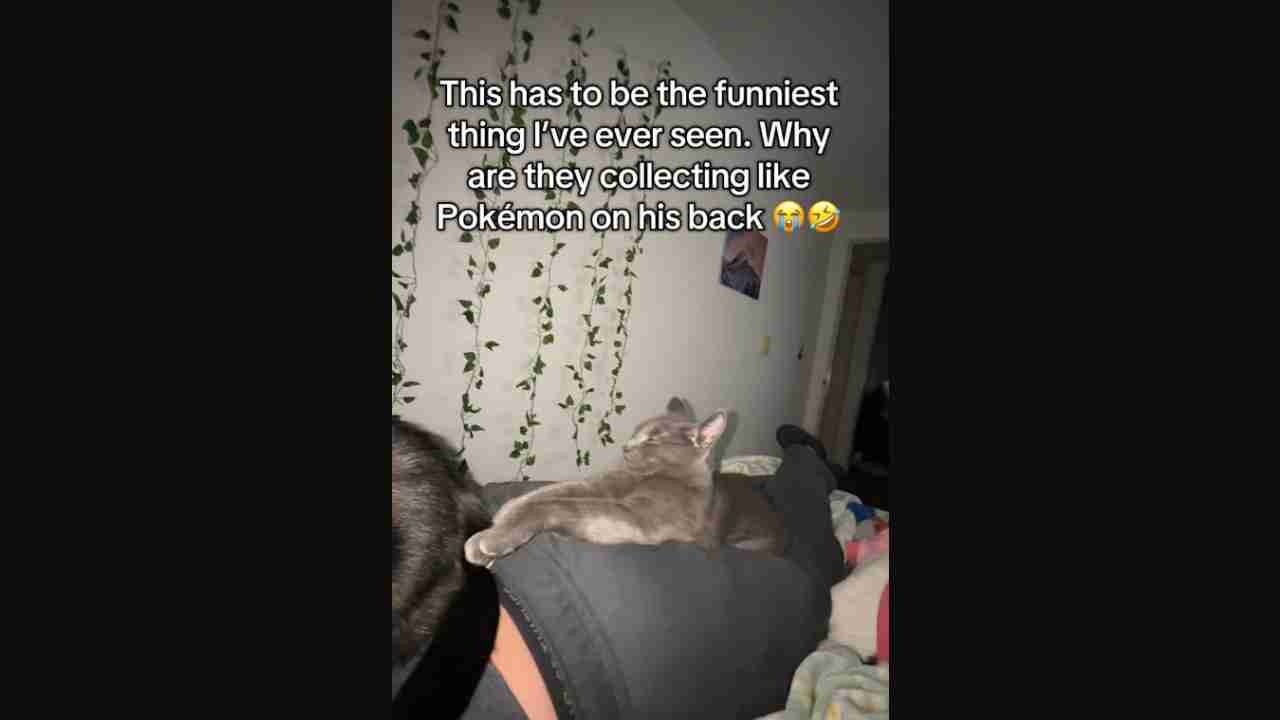 This has to be the funniest
thing I’ve ever seen. Why
are they collecting like
Pokémon on his back 😭🤣